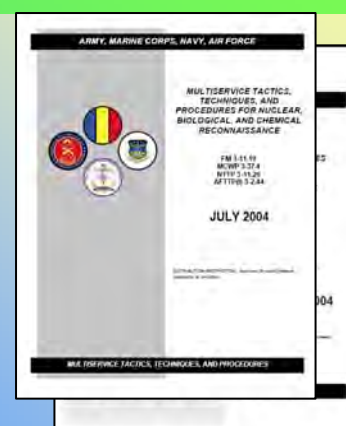 ARMY, MARINE CORPS, NAVY, AIR FORCE
MULTISERVICE TACTICS,
TECHNIQUES, AND
PROCEDURES FOR NUCLEAR,
BIOLOGICAL, AND CHEMICAL
RECONNAISSANCE
FM 3-11.19
MCWP 3-37.4
NTTP 3-11.29
AFTTP(I) 3-2.44
JULY 2004
MULTISERVICE TACTICS, TECHNIQUES, AND PROCEDURES
ES
004